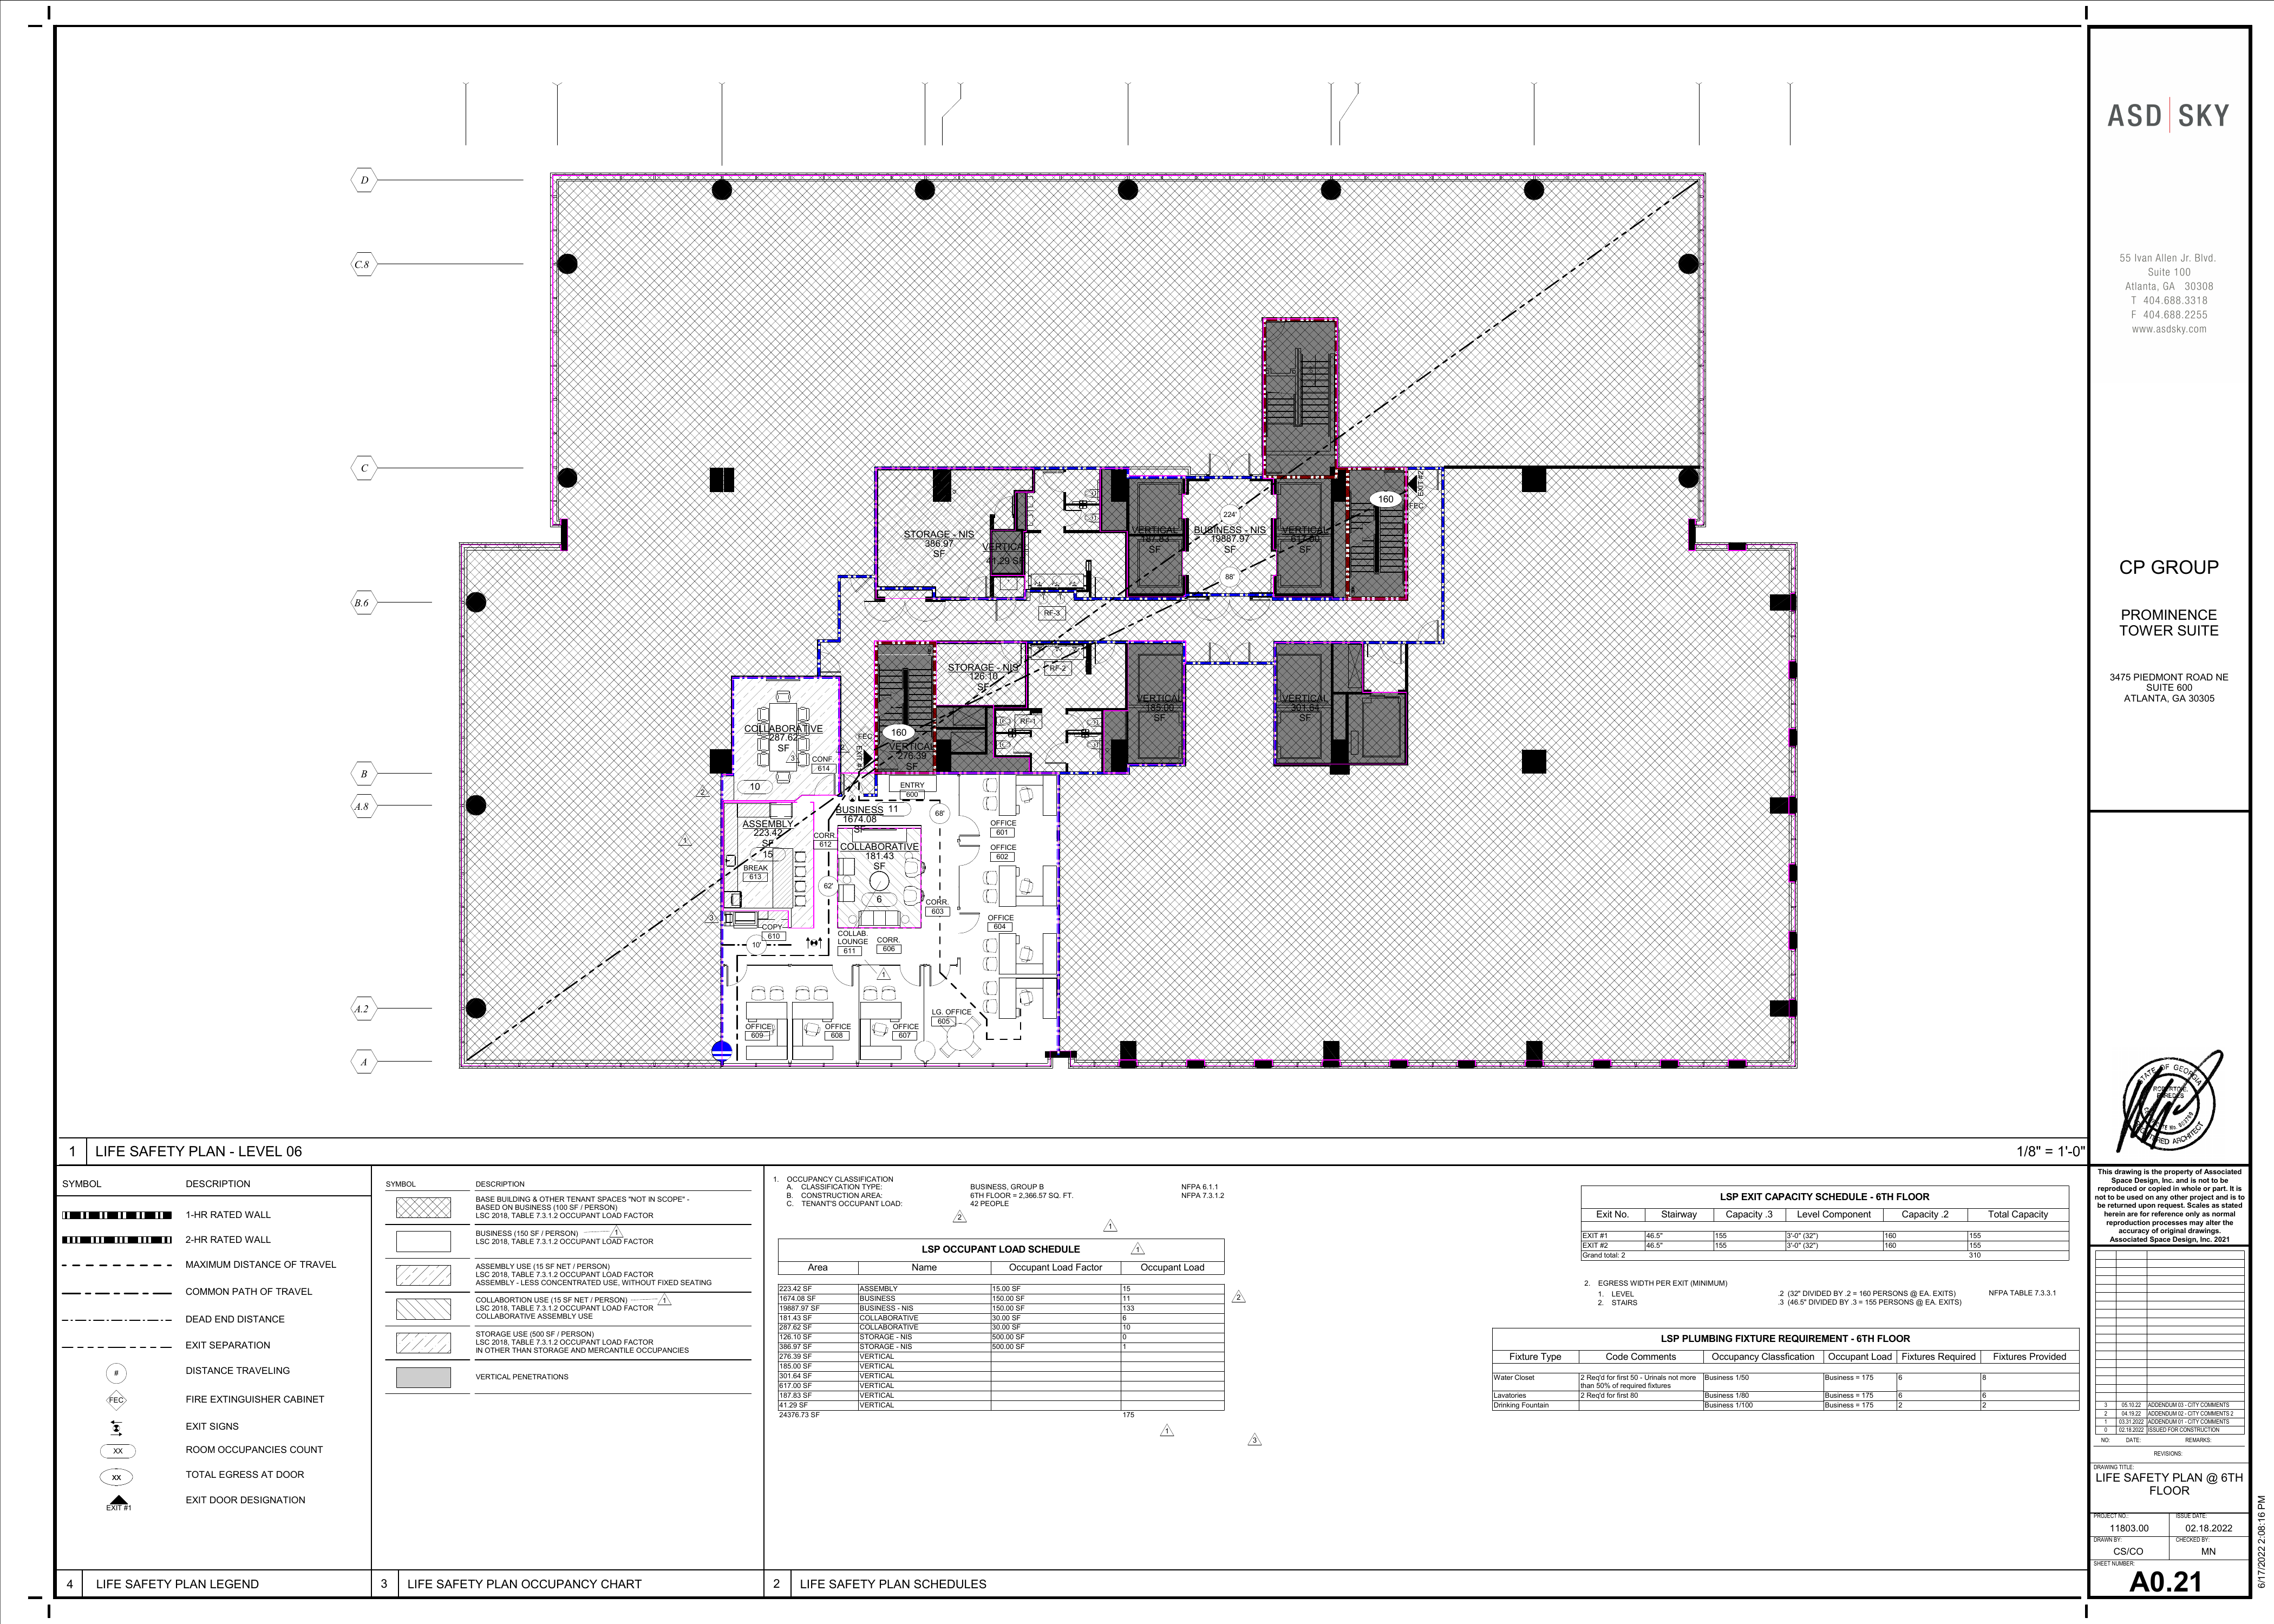 D
C.8
C
B.6
B
A.8
A.2
A
STORAGE - NIS
386.97
SF
VERTICAL
41.29 SF
VERTICAL
187.83
SF
224'
BUSINESS - NIS
19887.97
SF
88'
VERTICAL
617.00
SF
160
EXIT #2
FEC
RF-3
STORAGE - NIS
126.10
SF
RF-2
RF-1
VERTICAL
185.00
SF
VERTICAL
301.64
SF
160
VERTICAL
276.39
SF
FEC
EXIT #1
COLLABORATIVE
287.62
SF
3
CONF.
614
10
2
2
ENTRY
600
BUSINESS 11
1674.08
SF
68'
ASSEMBLY
223.42
SF
15
BREAK
613
CORR.
612
COLLABORATIVE
181.43
SF
6
62'
1
OFFICE
601
OFFICE
602
CORR.
603
OFFICE
604
3
COPY
610
10'
COLLAB.
LOUNGE
611
CORR.
606
1
LG. OFFICE
605
OFFICE
609
OFFICE
608
OFFICE
607
1 LIFE SAFETY PLAN - LEVEL 06 1/8" = 1'-0"
SYMBOL DESCRIPTION
1-HR RATED WALL
2-HR RATED WALL
MAXIMUM DISTANCE OF TRAVEL
COMMON PATH OF TRAVEL
DEAD END DISTANCE
EXIT SEPARATION
# DISTANCE TRAVELING
FEC FIRE EXTINGUISHER CABINET
EXIT SIGNS
XX ROOM OCCUPANCIES COUNT
XX TOTAL EGRESS AT DOOR
EXIT #1 EXIT DOOR DESIGNATION
4 LIFE SAFETY PLAN LEGEND
SYMBOL DESCRIPTION
BASE BUILDING & OTHER TENANT SPACES "NOT IN SCOPE" -
BASED ON BUSINESS (100 SF / PERSON)
LSC 2018, TABLE 7.3.1.2 OCCUPANT LOAD FACTOR
BUSINESS (150 SF / PERSON) 1
LSC 2018, TABLE 7.3.1.2 OCCUPANT LOAD FACTOR
ASSEMBLY USE (15 SF NET / PERSON)
LSC 2018, TABLE 7.3.1.2 OCCUPANT LOAD FACTOR
ASSEMBLY - LESS CONCENTRATED USE, WITHOUT FIXED SEATING
COLLABORTION USE (15 SF NET / PERSON) 1
LSC 2018, TABLE 7.3.1.2 OCCUPANT LOAD FACTOR
COLLABORATIVE ASSEMBLY USE
STORAGE USE (500 SF / PERSON)
LSC 2018, TABLE 7.3.1.2 OCCUPANT LOAD FACTOR
IN OTHER THAN STORAGE AND MERCANTILE OCCUPANCIES
VERTICAL PENETRATIONS
3 LIFE SAFETY PLAN OCCUPANCY CHART
1. OCCUPANCY CLASSIFICATION
A. CLASSIFICATION TYPE: BUSINESS, GROUP B NFPA 6.1.1
B. CONSTRUCTION AREA: 6TH FLOOR = 2,366.57 SQ. FT. NFPA 7.3.1.2
C. TENANT'S OCCUPANT LOAD: 42 PEOPLE
2
1
LSP OCCUPANT LOAD SCHEDULE 1
Area Name Occupant Load Factor Occupant Load
223.42 SF ASSEMBLY 15.00 SF 15
1674.08 SF BUSINESS 150.00 SF 11
19887.97 SF BUSINESS - NIS 150.00 SF 133
181.43 SF COLLABORATIVE 30.00 SF 6
287.62 SF COLLABORATIVE 30.00 SF 10
126.10 SF STORAGE - NIS 500.00 SF 0
386.97 SF STORAGE - NIS 500.00 SF 1
276.39 SF VERTICAL
185.00 SF VERTICAL
301.64 SF VERTICAL
617.00 SF VERTICAL
187.83 SF VERTICAL
41.29 SF VERTICAL
24376.73 SF 175
2
1
3
2 LIFE SAFETY PLAN SCHEDULES
LSP EXIT CAPACITY SCHEDULE - 6TH FLOOR
Exit No. Stairway Capacity .3 Level Component Capacity .2 Total Capacity
EXIT #1 46.5" 155 3'-0" (32") 160 155
EXIT #2 46.5" 155 3'-0" (32") 160 155
Grand total: 2 310
2. EGRESS WIDTH PER EXIT (MINIMUM)
1. LEVEL .2 (32" DIVIDED BY .2 = 160 PERSONS @ EA. EXITS) NFPA TABLE 7.3.3.1
2. STAIRS .3 (46.5" DIVIDED BY .3 = 155 PERSONS @ EA. EXITS)
LSP PLUMBING FIXTURE REQUIREMENT - 6TH FLOOR
Fixture Type Code Comments Occupancy Classfication Occupant Load Fixtures Required Fixtures Provided
Water Closet 2 Req'd for first 50 - Urinals not more Business 1/50 Business = 175 6 8
than 50% of required fixtures
Lavatories 2 Req'd for first 80 Business 1/80 Business = 175 6 6
Drinking Fountain Business 1/100 Business = 175 2 2
ASD SKY
55 Ivan Allen Jr. Blvd.
Suite 100
Atlanta, GA 30308
T 404.688.3318
F 404.688.2255
www.asdsky.com
CP GROUP
PROMINENCE
TOWER SUITE
3475 PIEDMONT ROAD NE
SUITE 600
ATLANTA, GA 30305
STATE OF GEORGIA
REGISTERED ARCHITECT
This drawing is the property of Associated
Space Design, Inc. and is not to be
reproduced or copied in whole or part. It is
not to be used on any other project and is to
be returned upon request. Scales as stated
herein are for reference only as normal
reproduction processes may alter the
accuracy of original drawings.
Associated Space Design, Inc. 2021
3 05.10.22 ADDENDUM 03 - CITY COMMENTS
2 04.19.22 ADDENDUM 02 - CITY COMMENTS 2
1 03.31.2022 ADDENDUM 01 - CITY COMMENTS
0 02.18.2022 ISSUED FOR CONSTRUCTION
NO: DATE: REMARKS:
REVISIONS:
DRAWING TITLE:
LIFE SAFETY PLAN @ 6TH
FLOOR
PROJECT NO.: ISSUE DATE:
11803.00 02.18.2022
DRAWN BY: CHECKED BY:
CS/CO MN
SHEET NUMBER:
A0.21
6/17/2022 2:08:16 PM